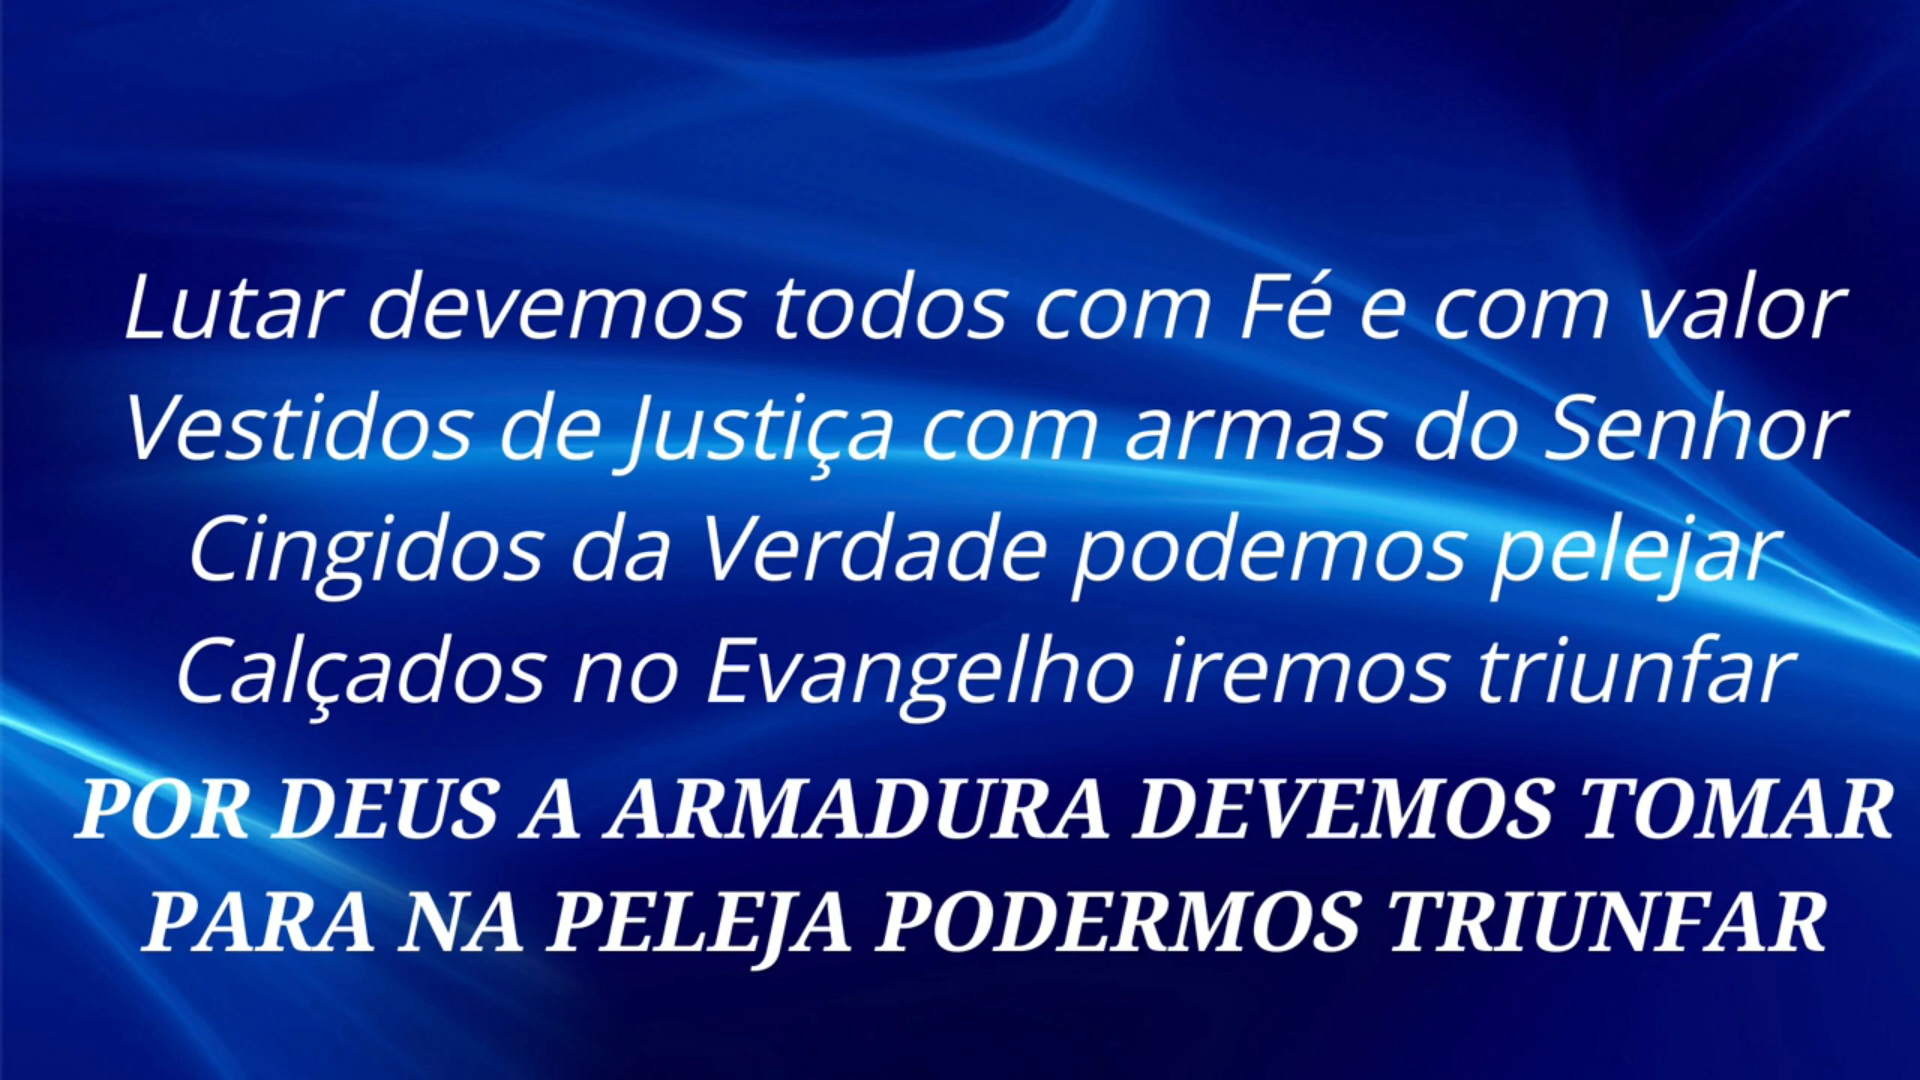 Lutar devemos todos com Fé e com valor
Vestidos de Justiça com armas do Senhor
Cingidos da Verdade podemos pelejar
Calçados no Evangelho iremos triunfar
POR DEUS A ARMADURA DEVEMOS TOMAR
PARA NA PELEJA PODERMOS TRIUNFAR